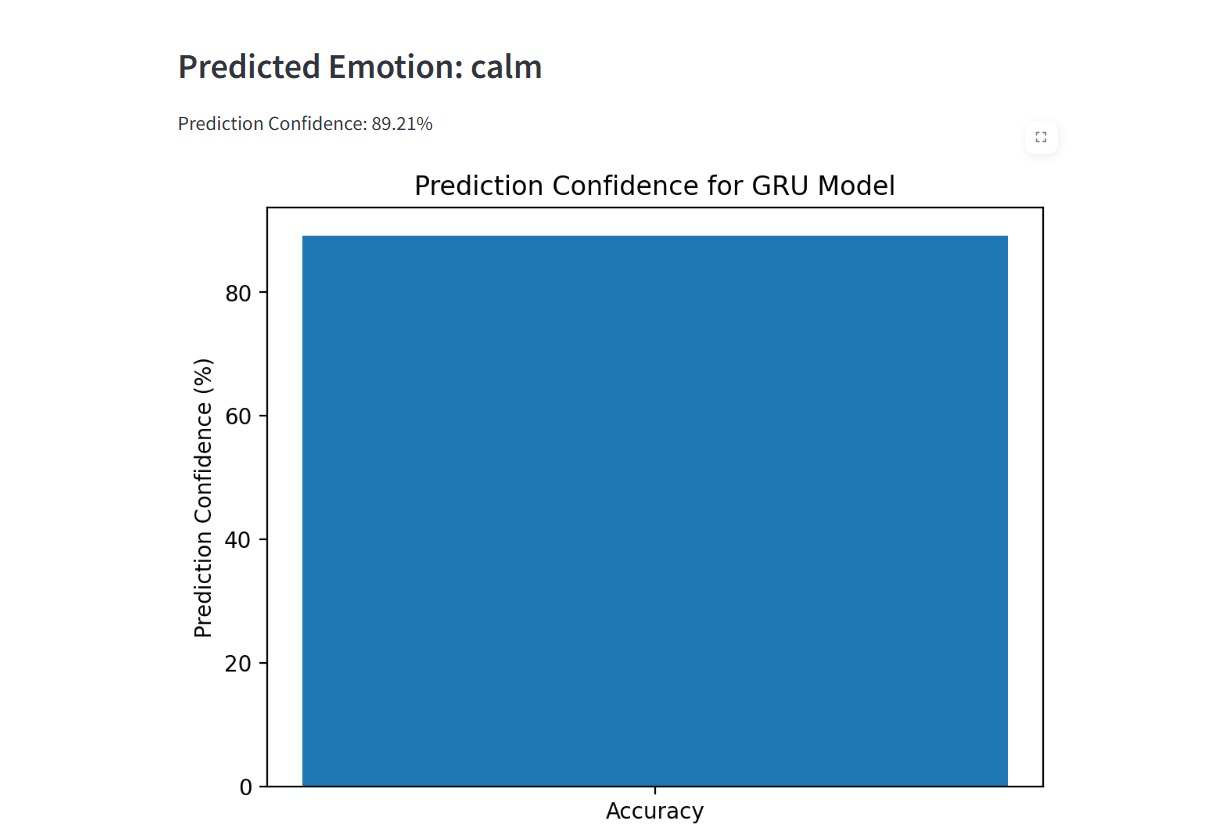 Predicted Emotion: calm
Prediction Confidence: 89.21%
Prediction Confidence for GRU Model
Prediction Confidence (%)
80
60
40
20
0
Accuracy